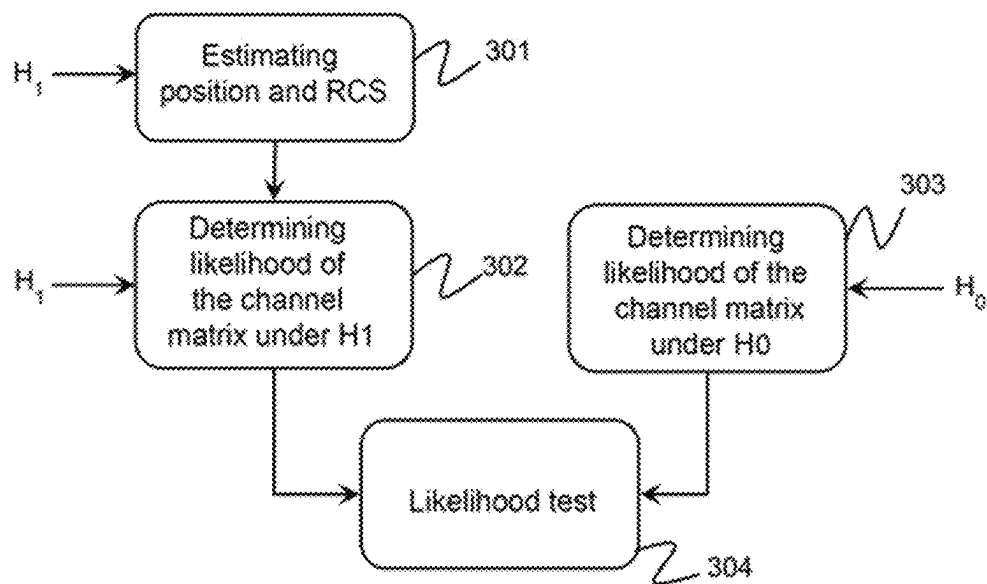 H₁
Estimating
position and RCS
301
H₁
Determining
likelihood of
the channel
matrix under H1
302
303
Determining
likelihood of the
channel matrix
under H0
H₀
Likelihood test
304